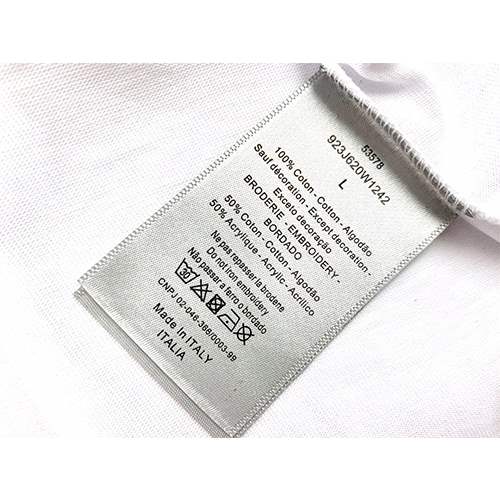 53578
923J620W1242
L
100% Coton - Cotton - Algodão
Sauf décoration - Except decoration -
Exceto decoração
BRODERIE - EMBROIDERY -
BORDADO
50% Coton - Cotton - Algodão
50% Acrylique - Acrylic - Acrílico
Ne pas repasser la broderie
Do not iron embroidery
Não passar a ferro o bordado
30
CNPJ 02-046-366/0003-99
Made In ITALY
ITALIA